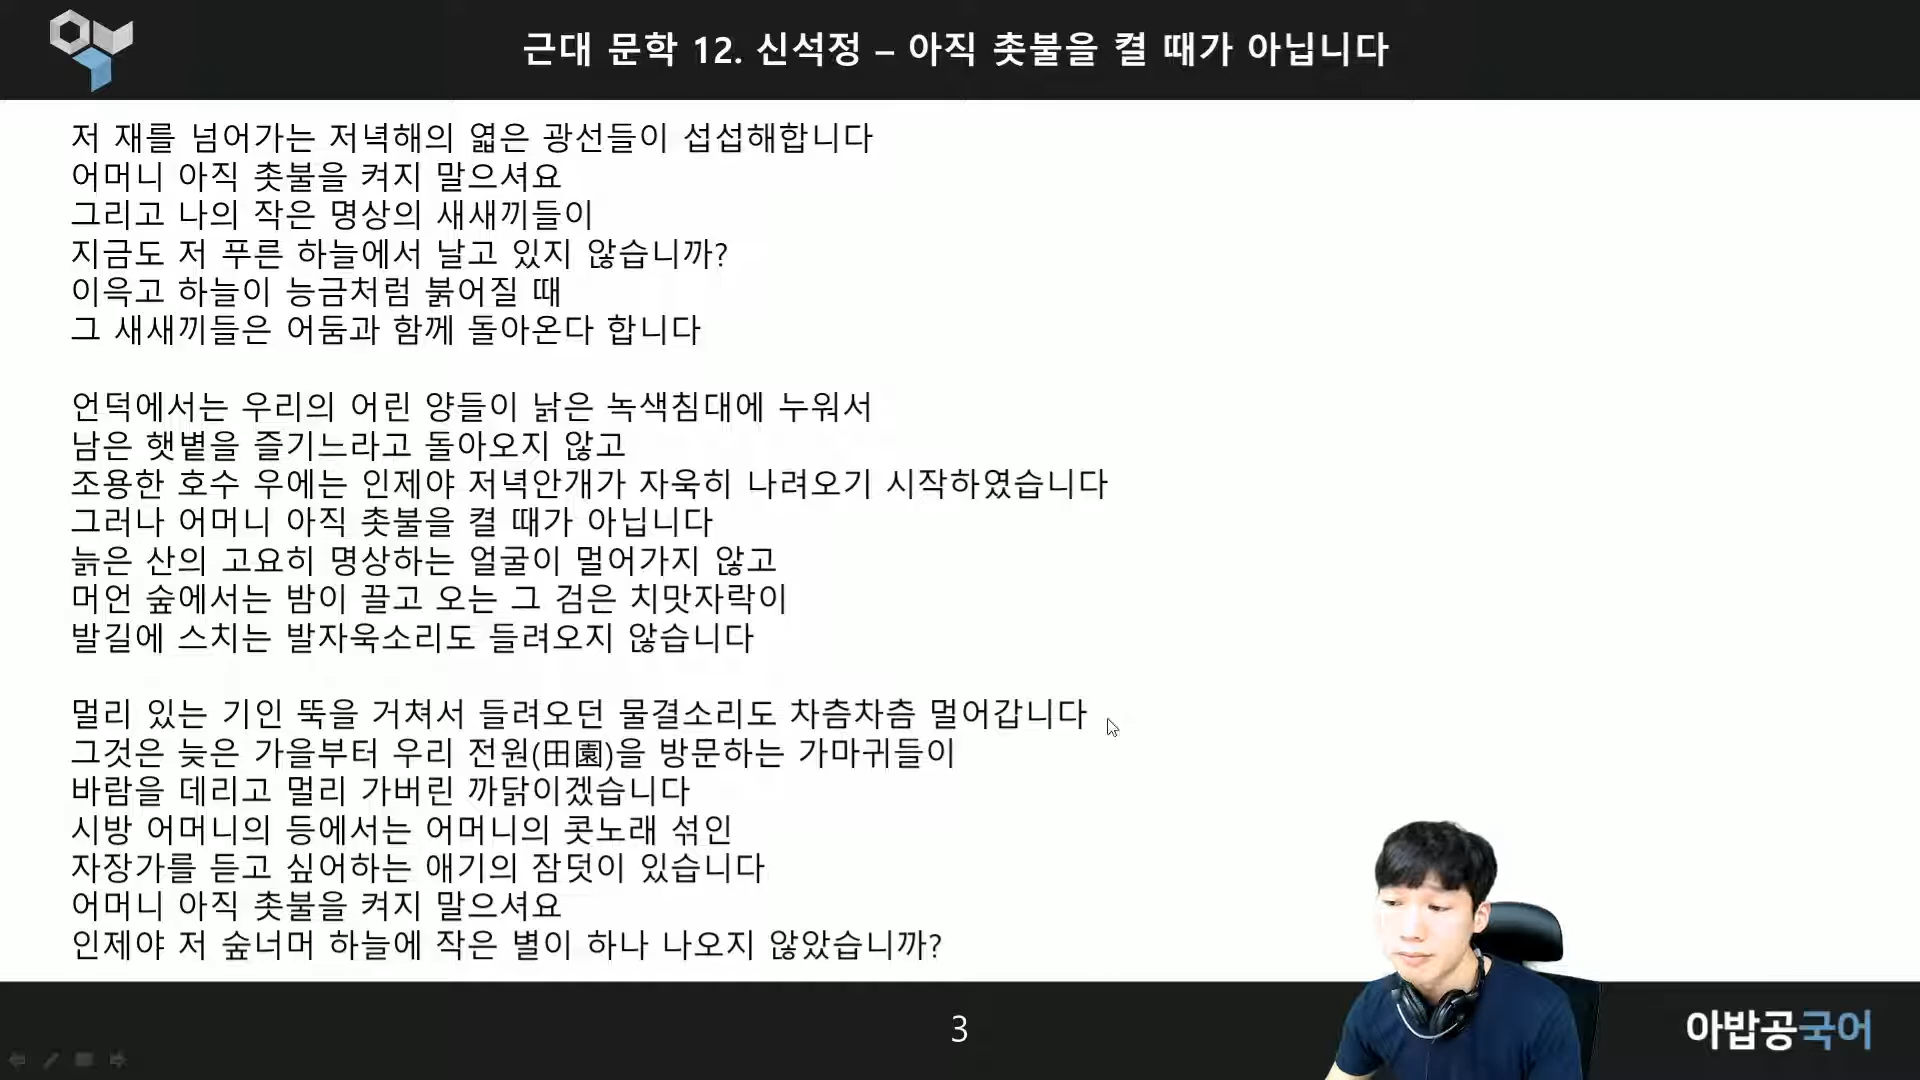 근대 문학 12. 신석정 – 아직 촛불을 켤 때가 아닙니다
저 재를 넘어가는 저녁해의 엷은 광선들이 섭섭해합니다
어머니 아직 촛불을 켜지 말으셔요
그리고 나의 작은 명상의 새새끼들이
지금도 저 푸른 하늘에서 날고 있지 않습니까?
이윽고 하늘이 능금처럼 붉어질 때
그 새새끼들은 어둠과 함께 돌아온다 합니다
언덕에서는 우리의 어린 양들이 낡은 녹색침대에 누워서
남은 햇볕을 즐기느라고 돌아오지 않고
조용한 호수 우에는 인제야 저녁안개가 자욱히 나려오기 시작하였습니다
그러나 어머니 아직 촛불을 켤 때가 아닙니다
늙은 산의 고요히 명상하는 얼굴이 멀어가지 않고
머언 숲에서는 밤이 끌고 오는 그 검은 치맛자락이
발길에 스치는 발자욱소리도 들려오지 않습니다
멀리 있는 기인 뚝을 거쳐서 들려오던 물결소리도 차츰차츰 멀어갑니다
그것은 늦은 가을부터 우리 전원(田園)을 방문하는 가마귀들이
바람을 데리고 멀리 가버린 까닭이겠습니다
시방 어머니의 등에서는 어머니의 콧노래 섞인
자장가를 듣고 싶어하는 애기의 잠덧이 있습니다
어머니 아직 촛불을 켜지 말으셔요
인제야 저 숲너머 하늘에 작은 별이 하나 나오지 않았습니까?
3
아밥공국어